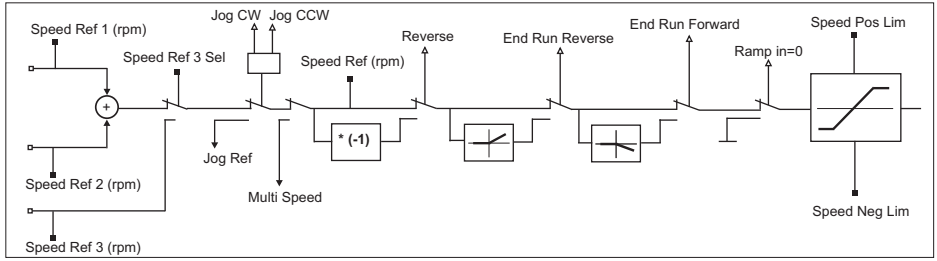 Jog CW Jog CCW
Speed Ref 1 (rpm)
Speed Ref 3 Sel
Speed Ref (rpm)
Reverse
End Run Reverse
End Run Forward
Speed Pos Lim
Ramp in=0
+
* (-1)
Jog Ref
Multi Speed
Speed Ref 2 (rpm)
Speed Neg Lim
Speed Ref 3 (rpm)